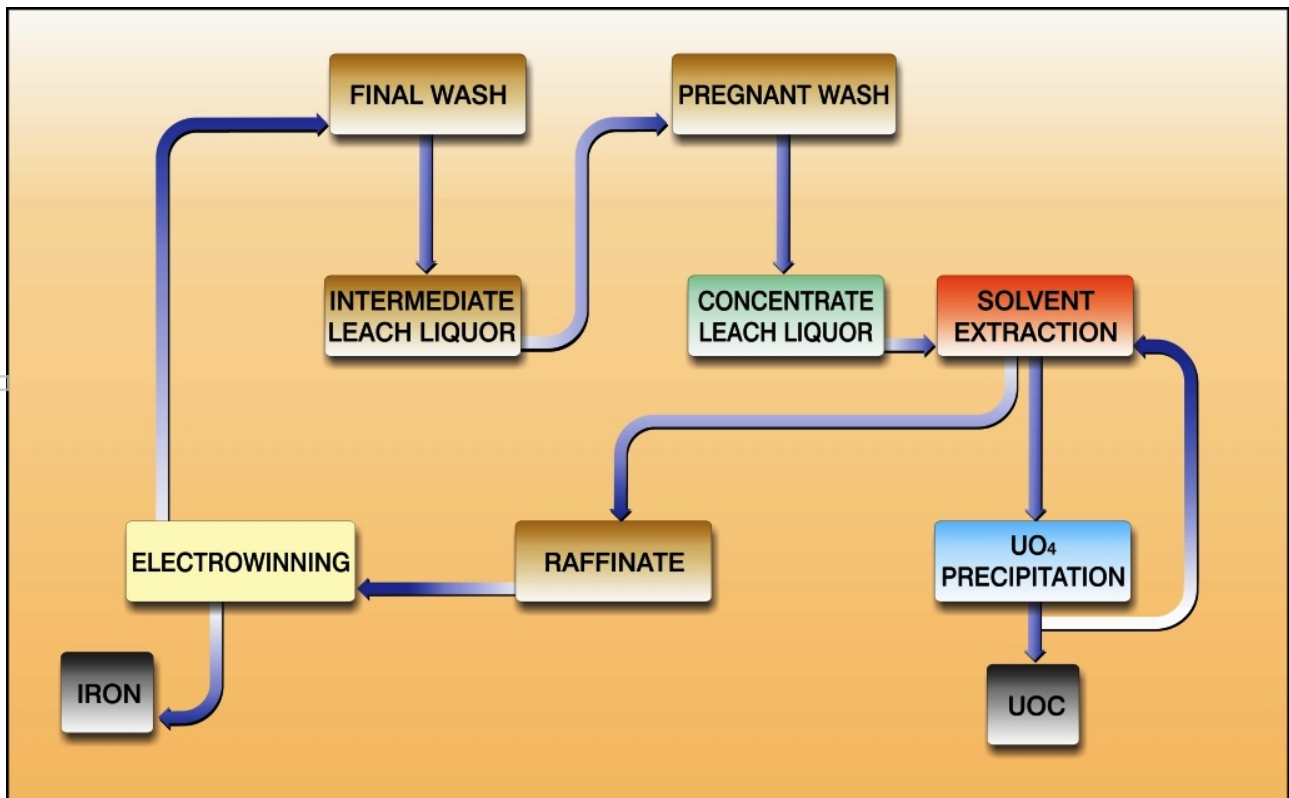 FINAL WASH
PREGNANT WASH
INTERMEDIATE
LEACH LIQUOR
CONCENTRATE
LEACH LIQUOR
SOLVENT
EXTRACTION
ELECTROWINNING
RAFFINATE
UO₄
PRECIPITATION
IRON
UOC